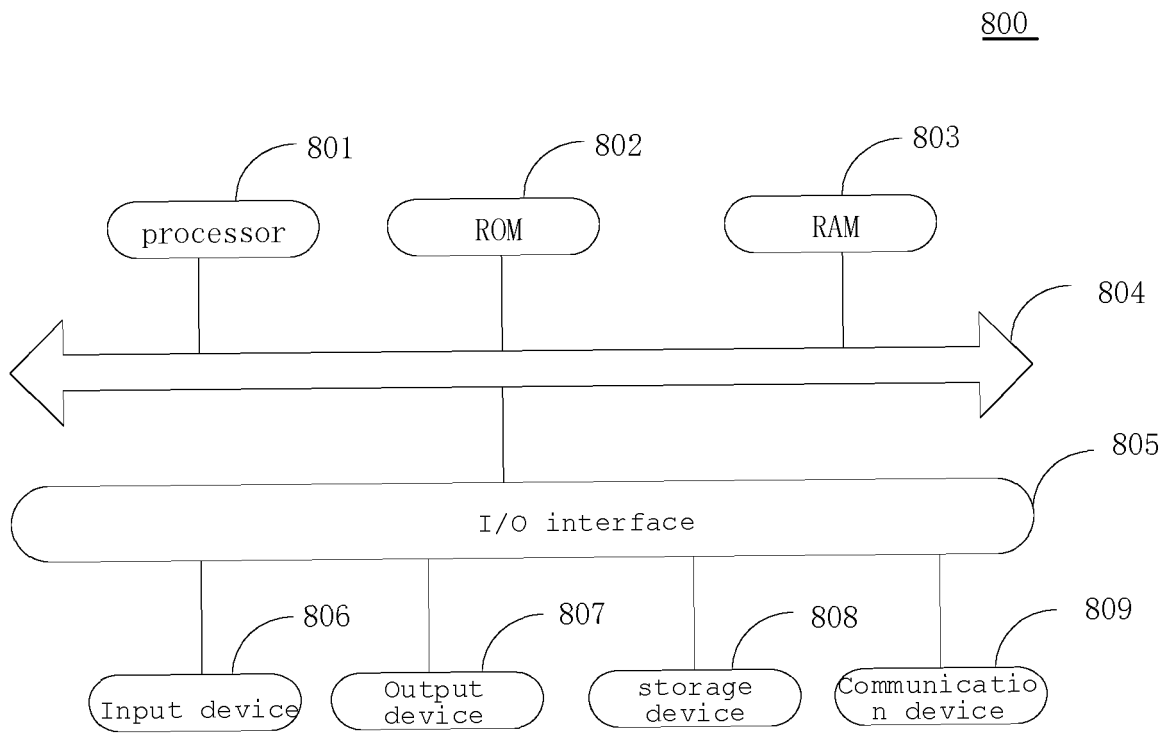 800
801
802
803
processor
ROM
RAM
804
805
I/O interface
806
807
808
809
Input device
Output
device
storage
device
Communicatio
n device